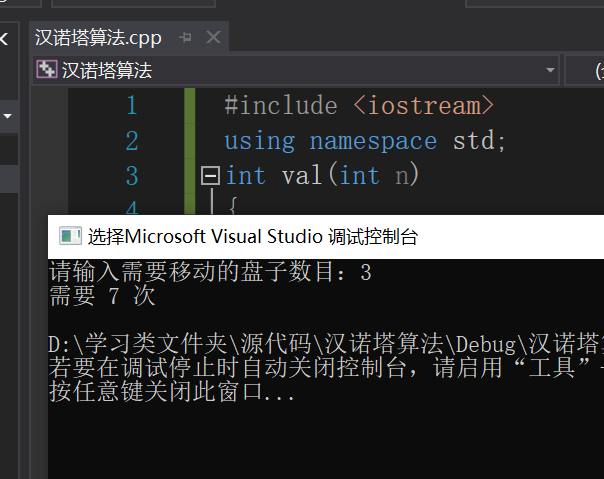 汉诺塔算法.cpp
汉诺塔算法
1 #include <iostream>
2 using namespace std;
3 int val(int n)
4 {
选择Microsoft Visual Studio 调试控制台
请输入需要移动的盘子数目：3
需要 7 次
D:\学习类文件夹\源代码\汉诺塔算法\Debug\汉诺塔
若要在调试停止时自动关闭控制台，请启用“工具”
按任意键关闭此窗口...